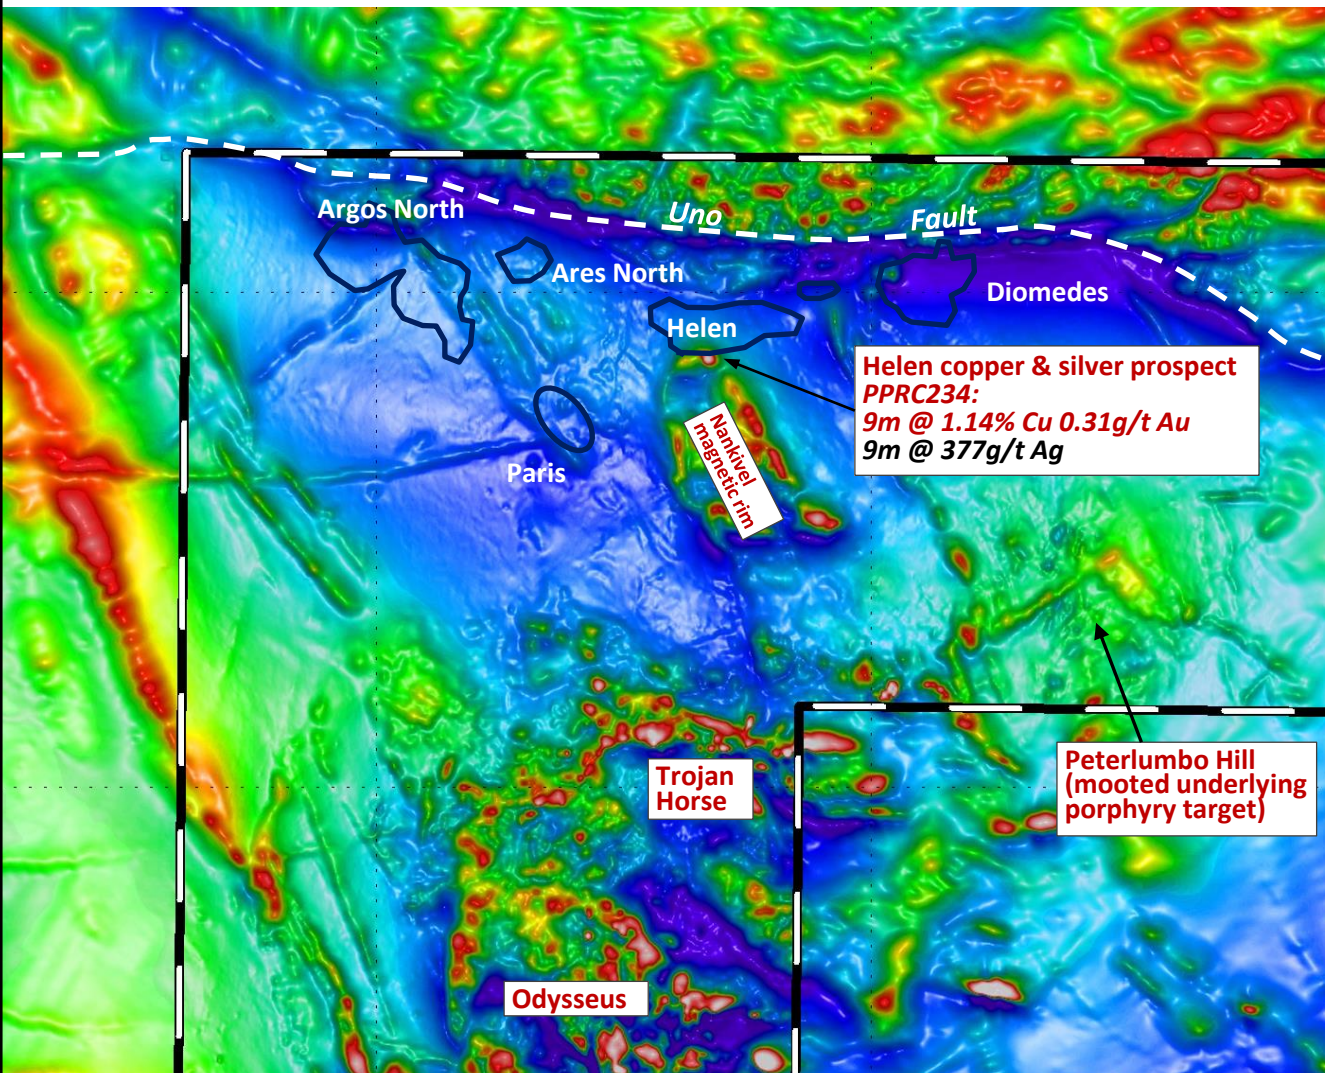 Argos North
Uno
Fault
Ares North
Diomedes
Helen
Helen copper & silver prospect
PPRC234:
9m @ 1.14% Cu 0.31g/t Au
9m @ 377g/t Ag
Nankivel
magnetic rim
Paris
Trojan
Horse
Peterlumbo Hill
(mooted underlying
porphyry target)
Odysseus